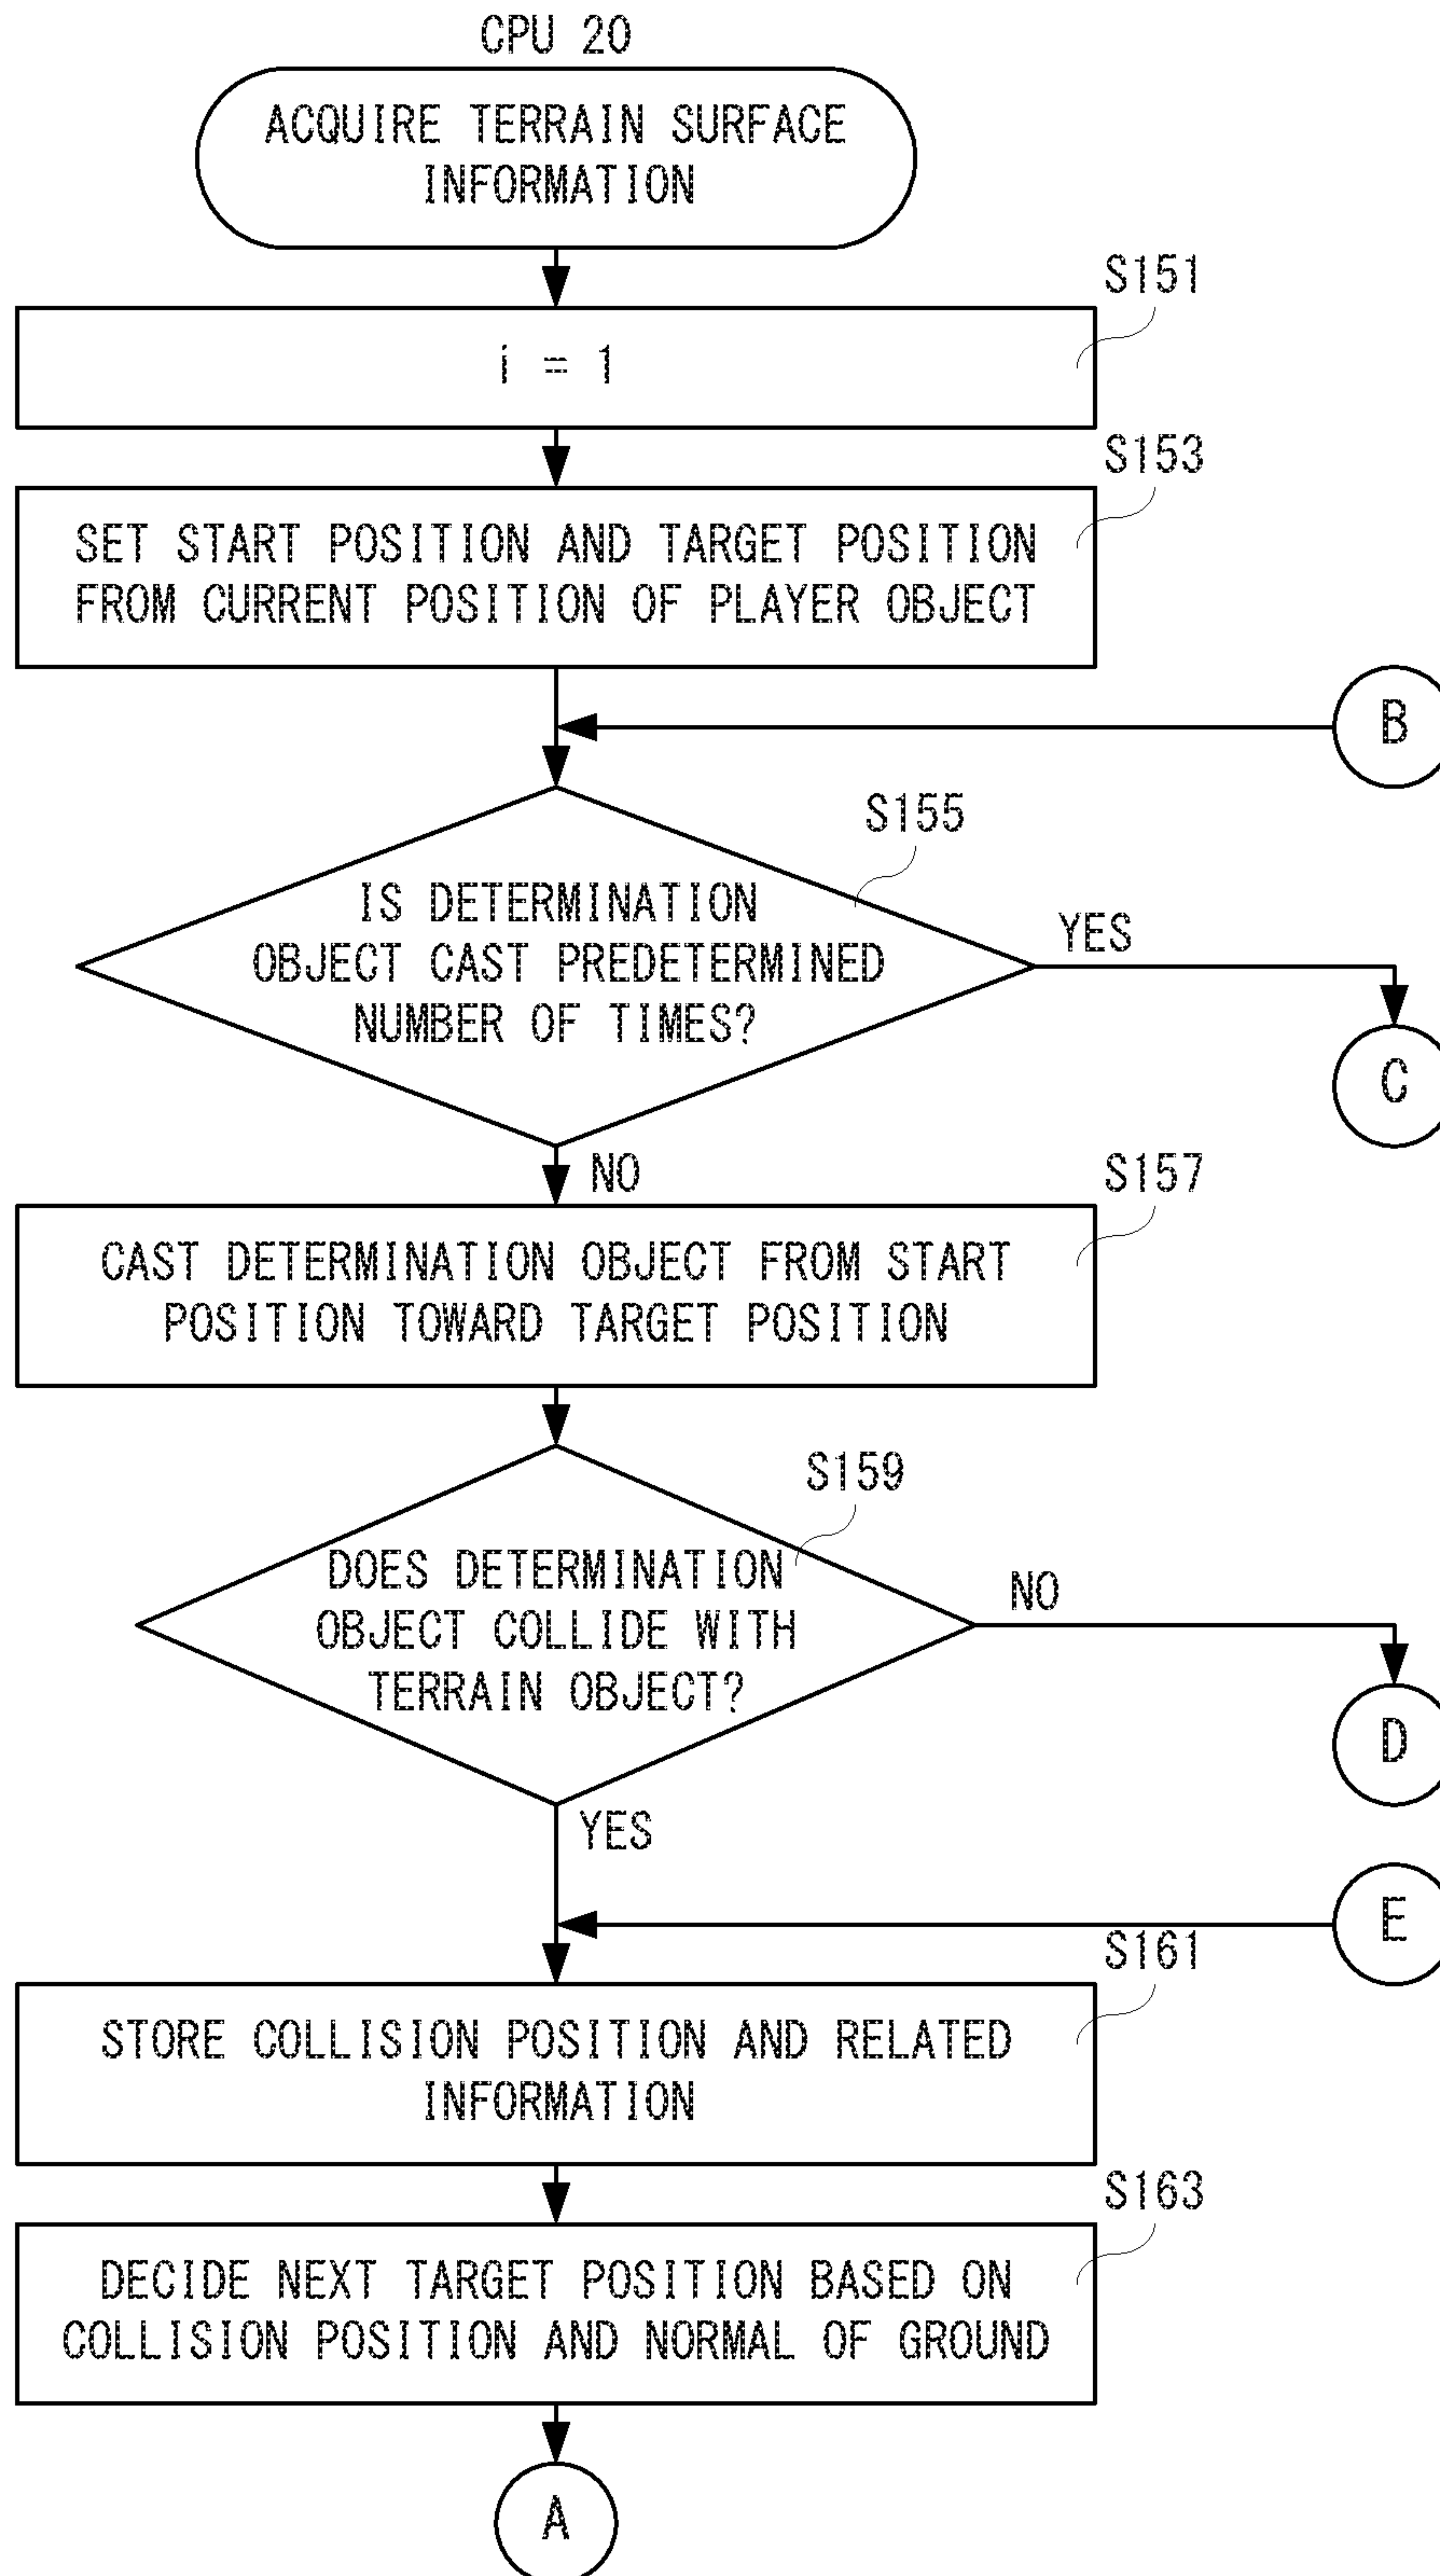 CPU 20
ACQUIRE TERRAIN SURFACE
INFORMATION
S151
i = 1
S153
SET START POSITION AND TARGET POSITION
FROM CURRENT POSITION OF PLAYER OBJECT
B
S155
IS DETERMINATION
OBJECT CAST PREDETERMINED
NUMBER OF TIMES?
YES
C
NO
S157
CAST DETERMINATION OBJECT FROM START
POSITION TOWARD TARGET POSITION
S159
DOES DETERMINATION
OBJECT COLLIDE WITH
TERRAIN OBJECT?
NO
D
YES
E
S161
STORE COLLISION POSITION AND RELATED
INFORMATION
S163
DECIDE NEXT TARGET POSITION BASED ON
COLLISION POSITION AND NORMAL OF GROUND
A